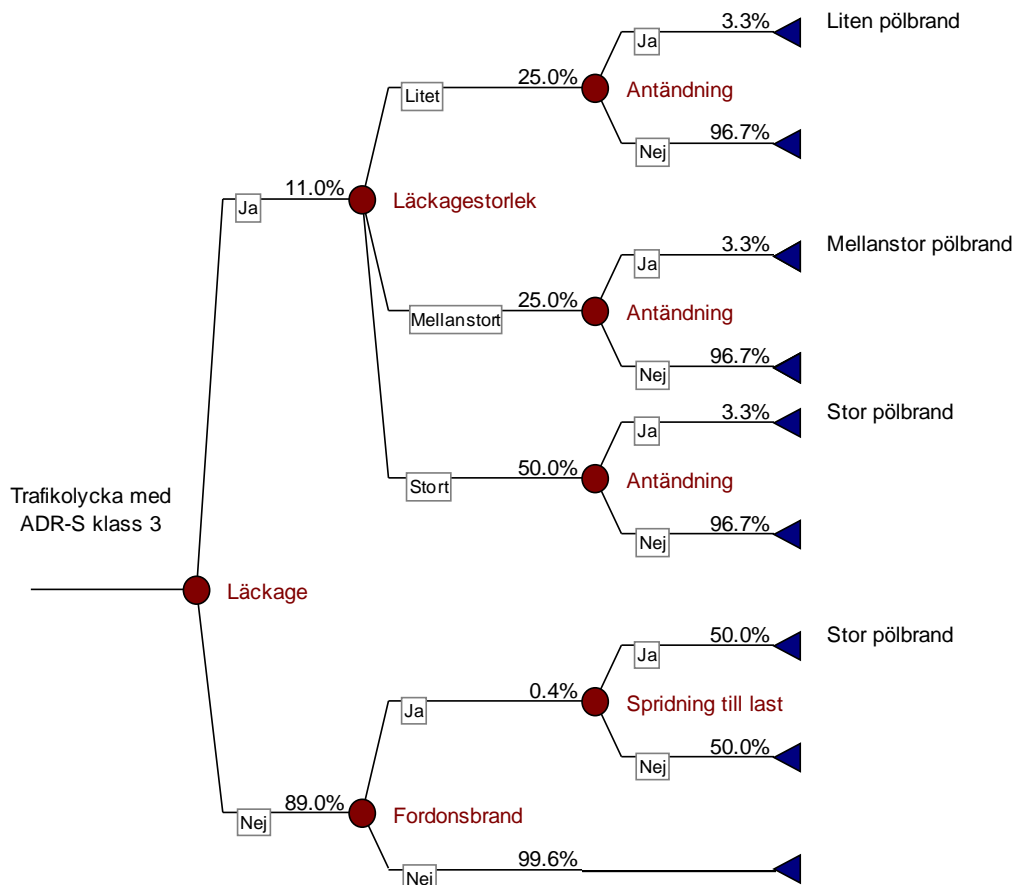 3.3%
Liten pölbrand
Ja
25.0%
Antändning
Litet
96.7%
Nej
11.0%
Läckagestorlek
Ja
3.3%
Mellanstor pölbrand
Ja
25.0%
Antändning
Mellanstort
96.7%
Nej
3.3%
Stor pölbrand
Ja
50.0%
Antändning
Stort
96.7%
Nej
Trafikolycka med
ADR-S klass 3
Läckage
50.0%
Stor pölbrand
Ja
0.4%
Spridning till last
Ja
50.0%
Nej
89.0%
Fordonsbrand
Nej
99.6%
Nej